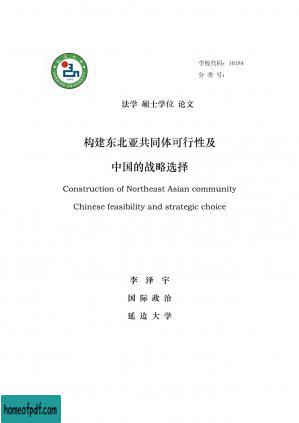 学校代码：10184
分 类 号：
法学 硕士学位 论文
构建东北亚共同体可行性及
中国的战略选择
Construction of Northeast Asian community
Chinese feasibility and strategic choice
李 泽 宇
国 际 政 治
延 边 大 学
homeofpdf.com